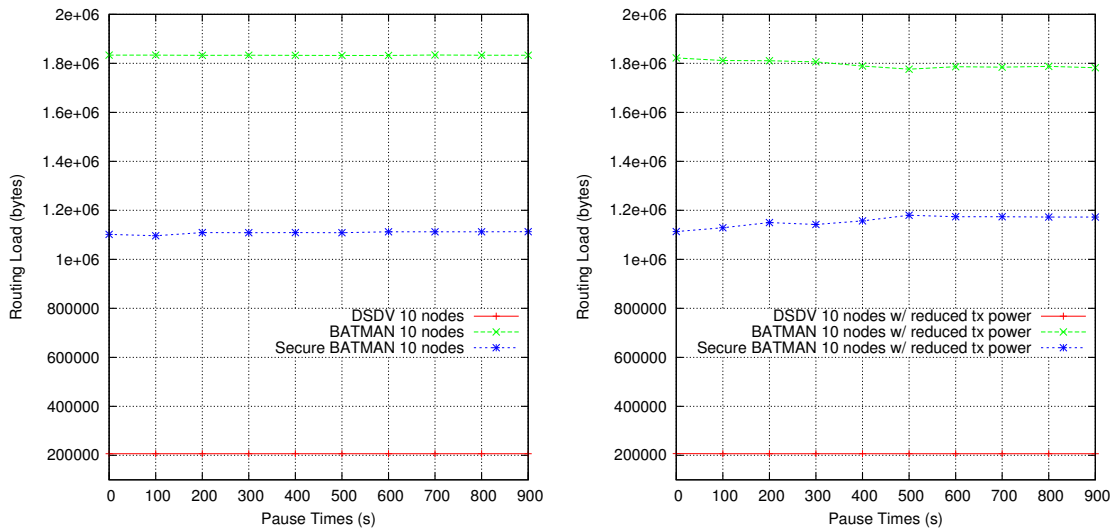 2e+06
1.8e+06
1.6e+06
1.4e+06
1.2e+06
1e+06
800000
600000
400000
200000
Routing Load (bytes)
DSDV 10 nodes
BATMAN 10 nodes
Secure BATMAN 10 nodes
0 100 200 300 400 500 600 700 800 900
Pause Times (s)
2e+06
1.8e+06
1.6e+06
1.4e+06
1.2e+06
1e+06
800000
600000
400000
200000
Routing Load (bytes)
DSDV 10 nodes w/ reduced tx power
BATMAN 10 nodes w/ reduced tx power
Secure BATMAN 10 nodes w/ reduced tx power
0 100 200 300 400 500 600 700 800 900
Pause Times (s)